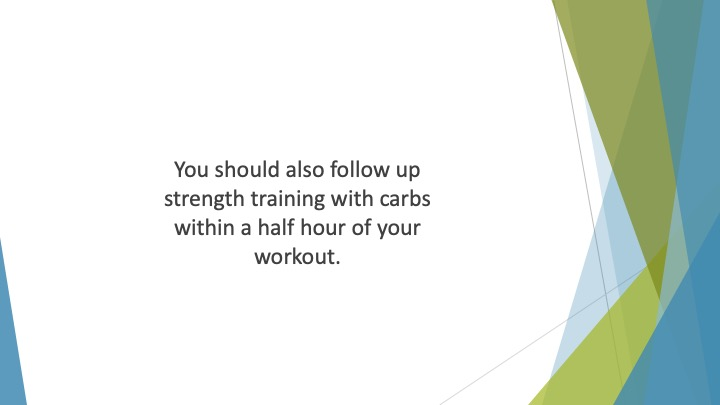 You should also follow up
strength training with carbs
within a half hour of your
workout.